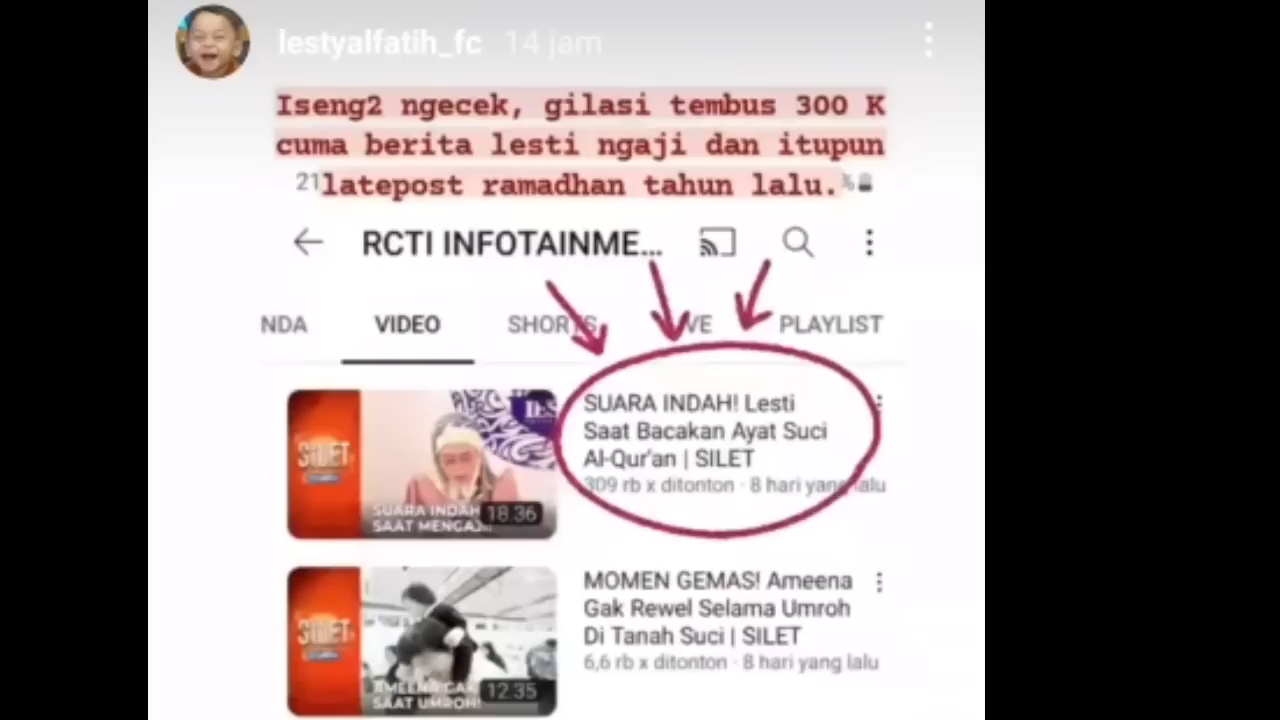 lestyalfatih_fc 14 jam
Iseng2 ngecek, gilasi tembus 300 K
cuma berita lesti ngaji dan itupun
21 latepost ramadhan tahun lalu. %
RCTI INFOTAINME...
NDA VIDEO SHORTS VE PLAYLIST
SILET
SUARA INDAH
SAAT MENGAJI!
18.36
SUARA INDAH! Lesti
Saat Bacakan Ayat Suci
Al-Qur'an | SILET
309 rb x ditonton · 8 hari yang lalu
SILET
AMEENA GAK
SAAT UMROH!
12.35
MOMEN GEMAS! Ameena
Gak Rewel Selama Umroh
Di Tanah Suci | SILET
6,6 rb x ditonton · 8 hari yang lalu